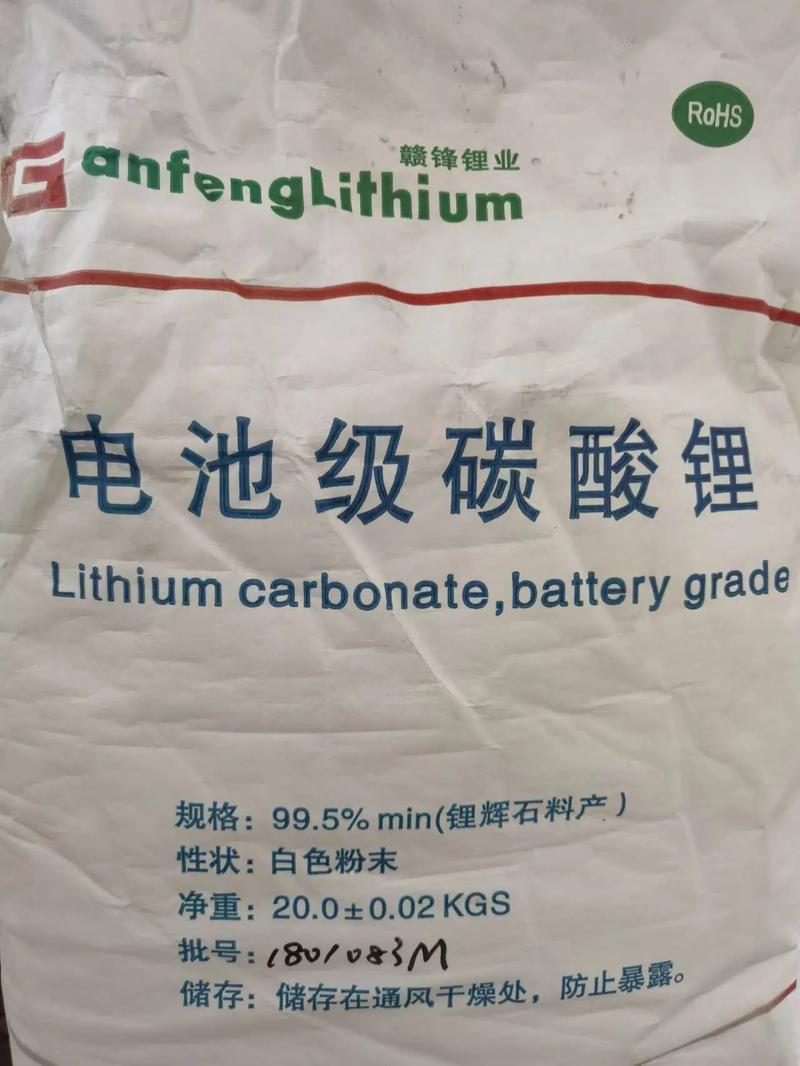 RoHS
赣锋锂业
GanfengLithium
电池级碳酸锂
Lithium carbonate,battery grade
规格：99.5% min(锂辉石料产)
性状：白色粉末
净重：20.0±0.02 KGS
批号：1801083M
储存：储存在通风干燥处，防止暴露。